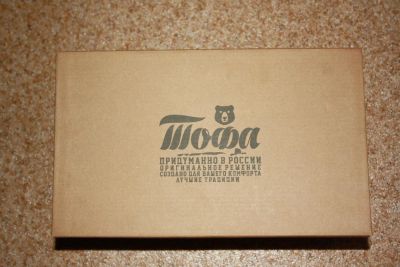 Тофа
ПРИДУМАННО В РОССИИ
ОРИГИНАЛЬНОЕ РЕШЕНИЕ
СОЗДАНО ДЛЯ ВАШЕГО КОМФОРТА
ЛУЧШИЕ ТРАДИЦИИ